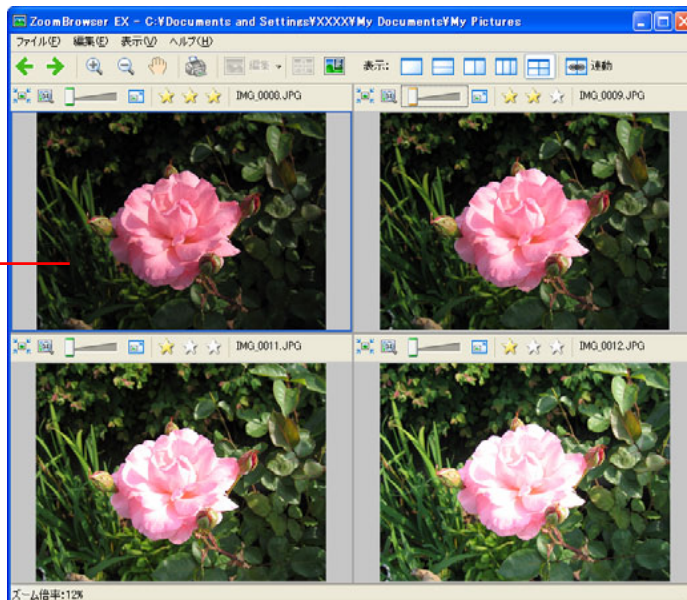 ZoomBrowser EX - C:¥Documents and Settings¥XXXX¥My Documents¥My Pictures
ファイル(F) 編集(E) 表示(V) ヘルプ(H)
編集 表示: 連動
IMG_0008.JPG IMG_0009.JPG
IMG_0011.JPG IMG_0012.JPG
ズーム倍率:12%